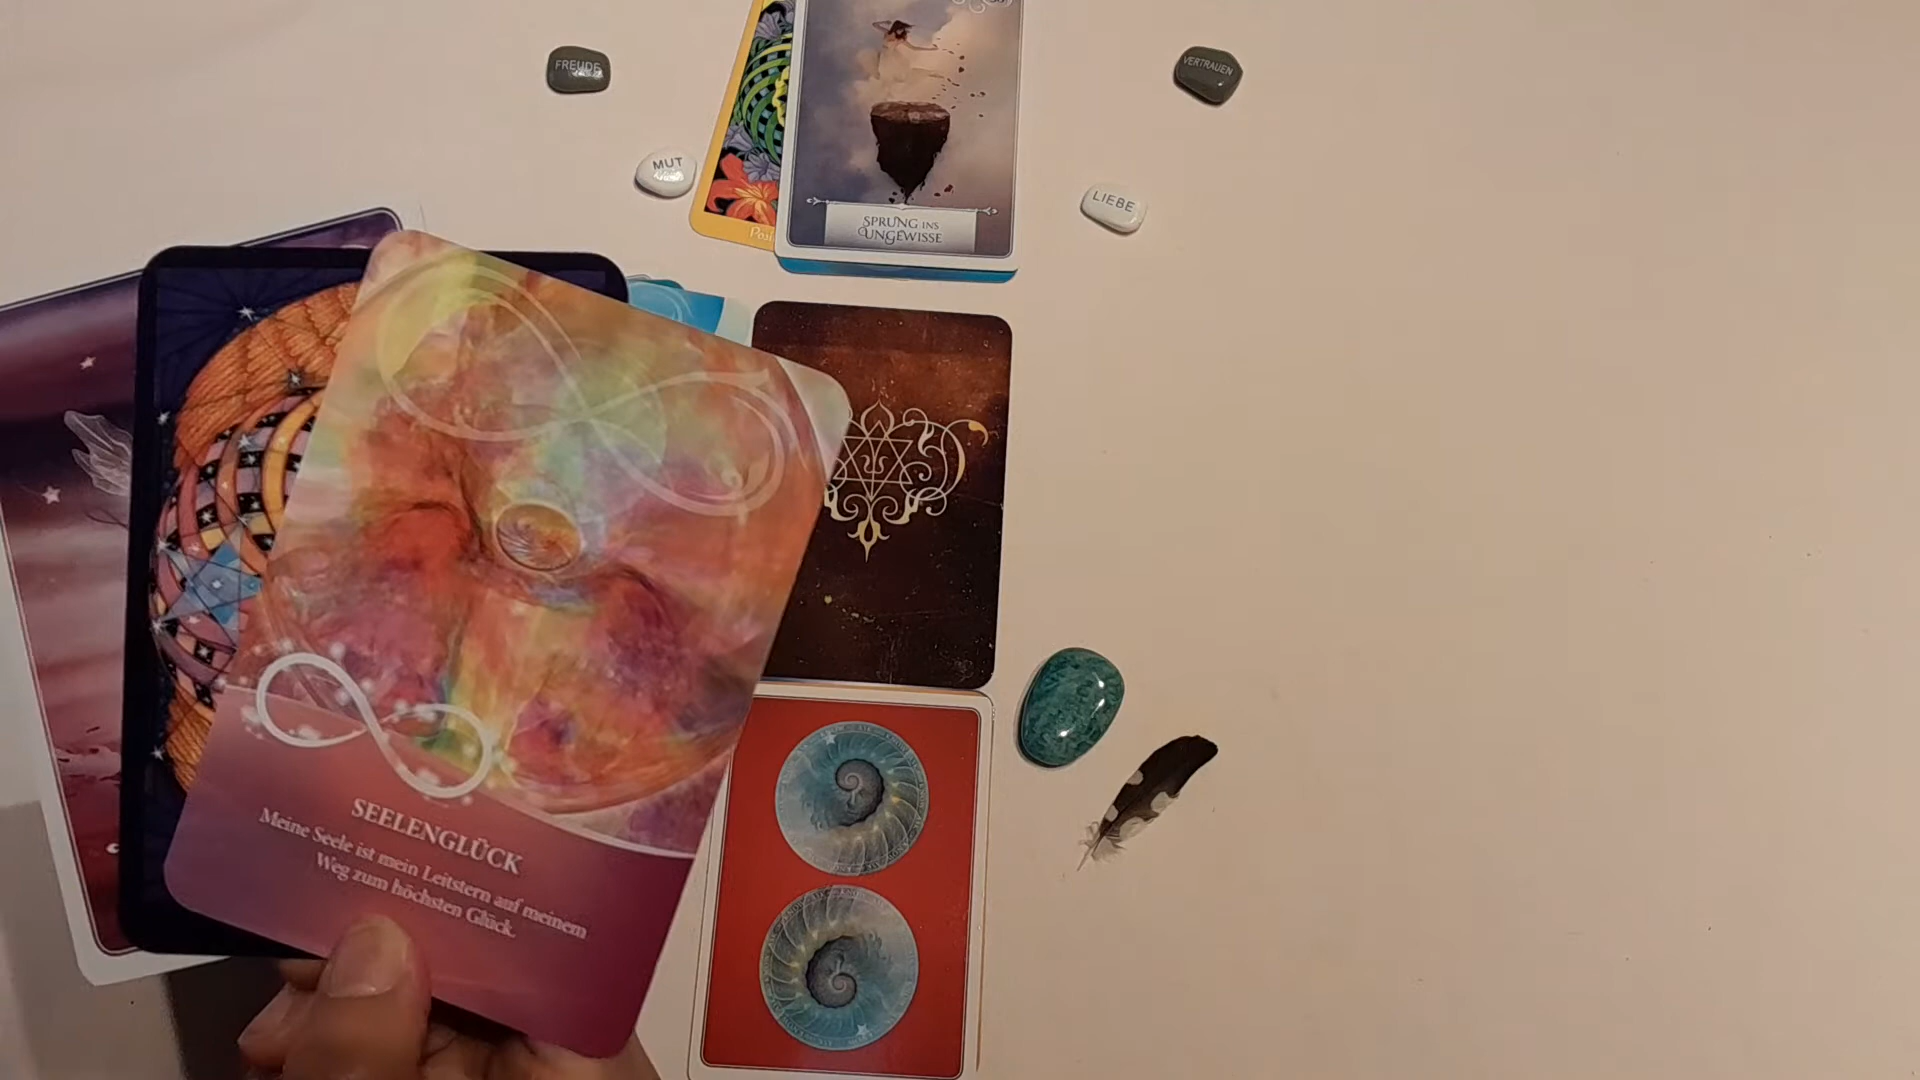 FREUDE
VERTRAUEN
MUT
LIEBE
SPRUNG INS
UNGEWISSE
Posi
SEELENGLÜCK
Meine Seele ist mein Leitstern auf meinem
Weg zum höchsten Glück.